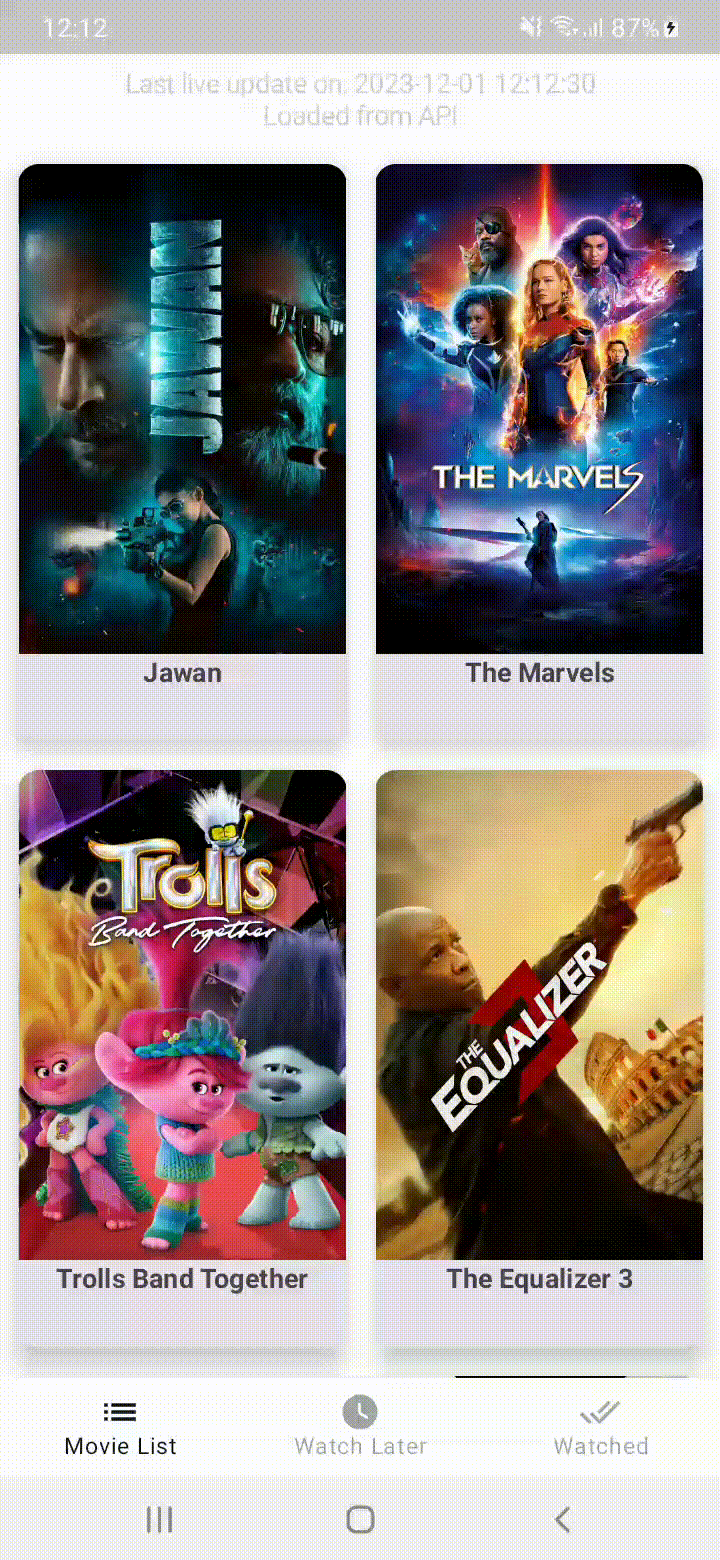 12:12
87%
Last live update on: 2023-12-01 12:12:30
Loaded from API
JAWAN
THE MARVELS
Jawan
The Marvels
Trolls
Band Together
THE
EQUALIZER
3
Trolls Band Together
The Equalizer 3
Movie List
Watch Later
Watched